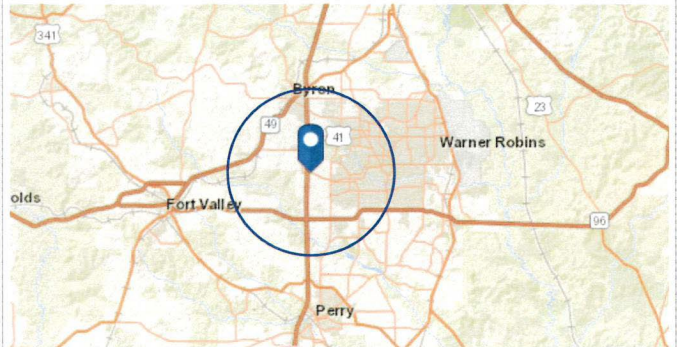 341
Byron
49
41
23
Warner Robins
olds
Fort Valley
96
Perry